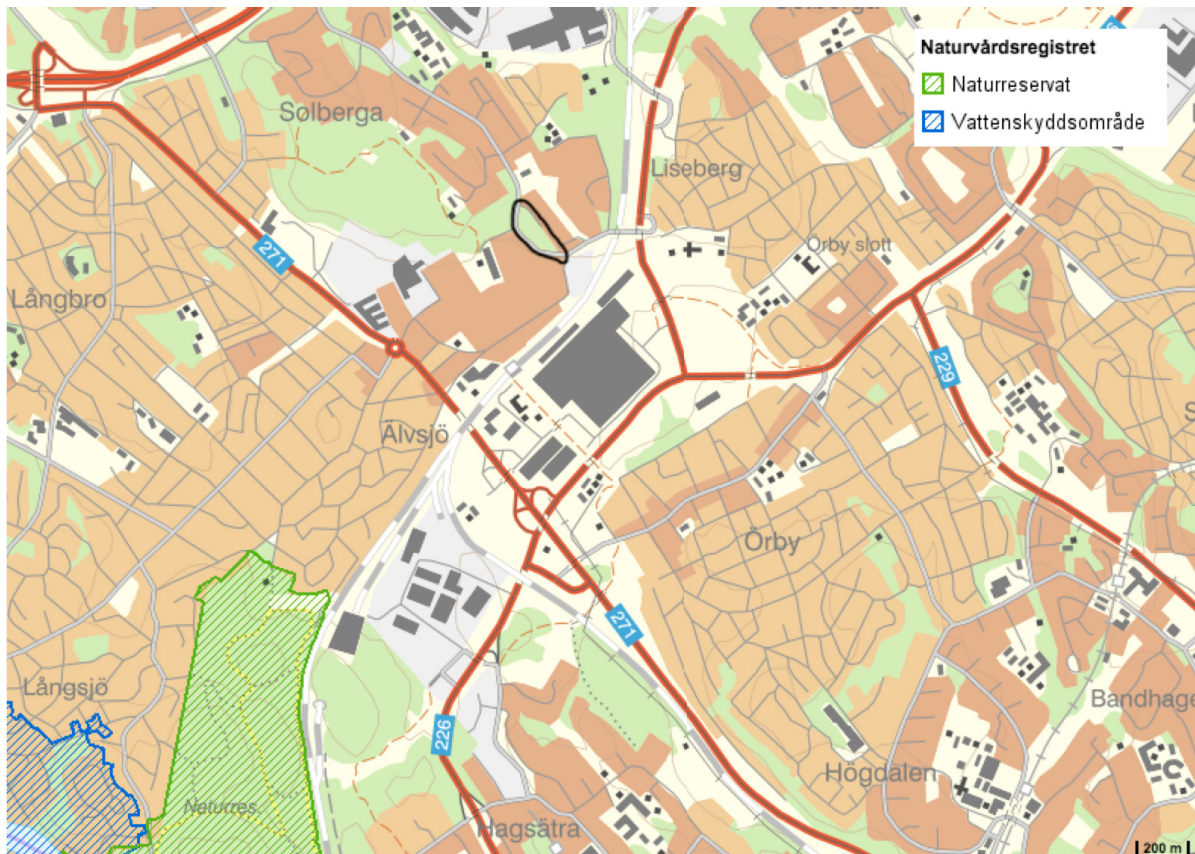 Solberga
Naturvårdsregistret
Naturreservat
Vattenskyddsområde
Solberga
Liseberg
271
Örby slott
Långbro
229
Älvsjö
Örby
271
Långsjö
226
Bandhage
Högdalen
Naturres.
Hagsätra
200 m